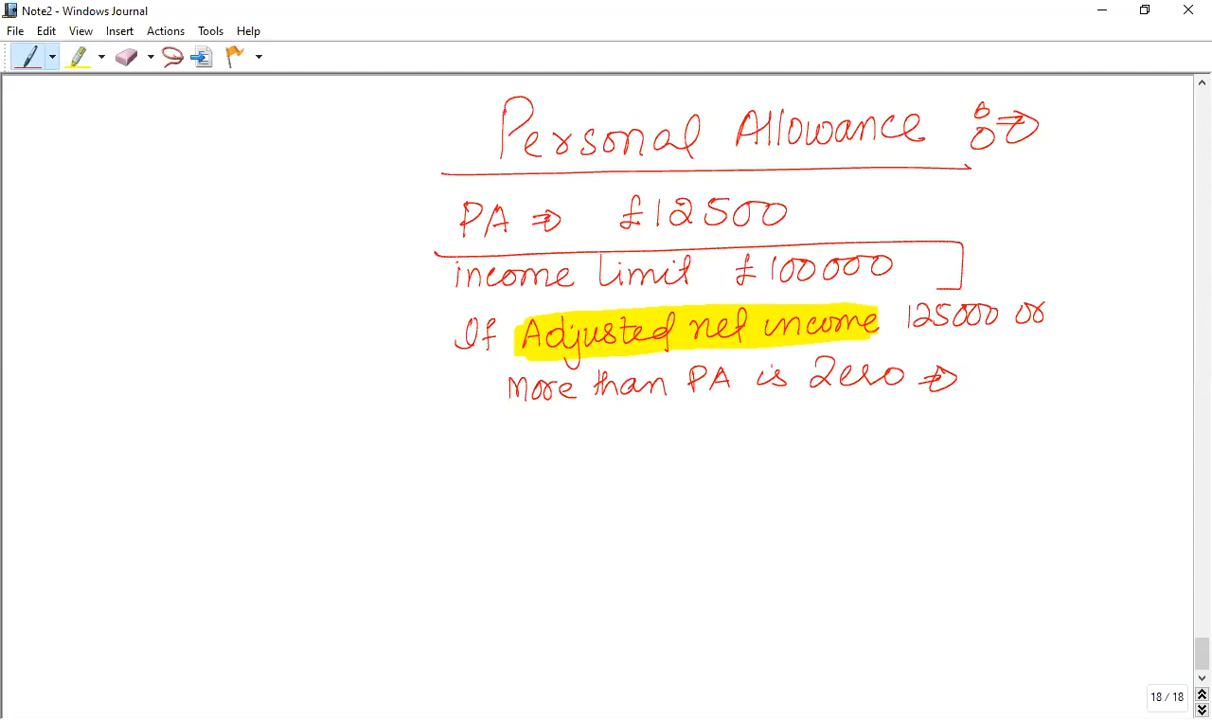 Note2 - Windows Journal
File Edit View Insert Actions Tools Help
Personal Allowance :⇒
PA ⇒ £12500
income limit £100000
If Adjusted net income 125000 or
more than PA is Zero ⇒
18 / 18